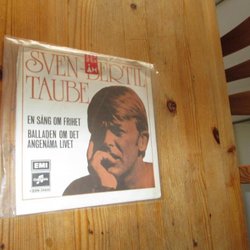 SVEN-BERTIL
TAUBE
EN SÅNG OM FRIHET
BALLADEN OM DET
ANGENÄMA LIVET
EMI